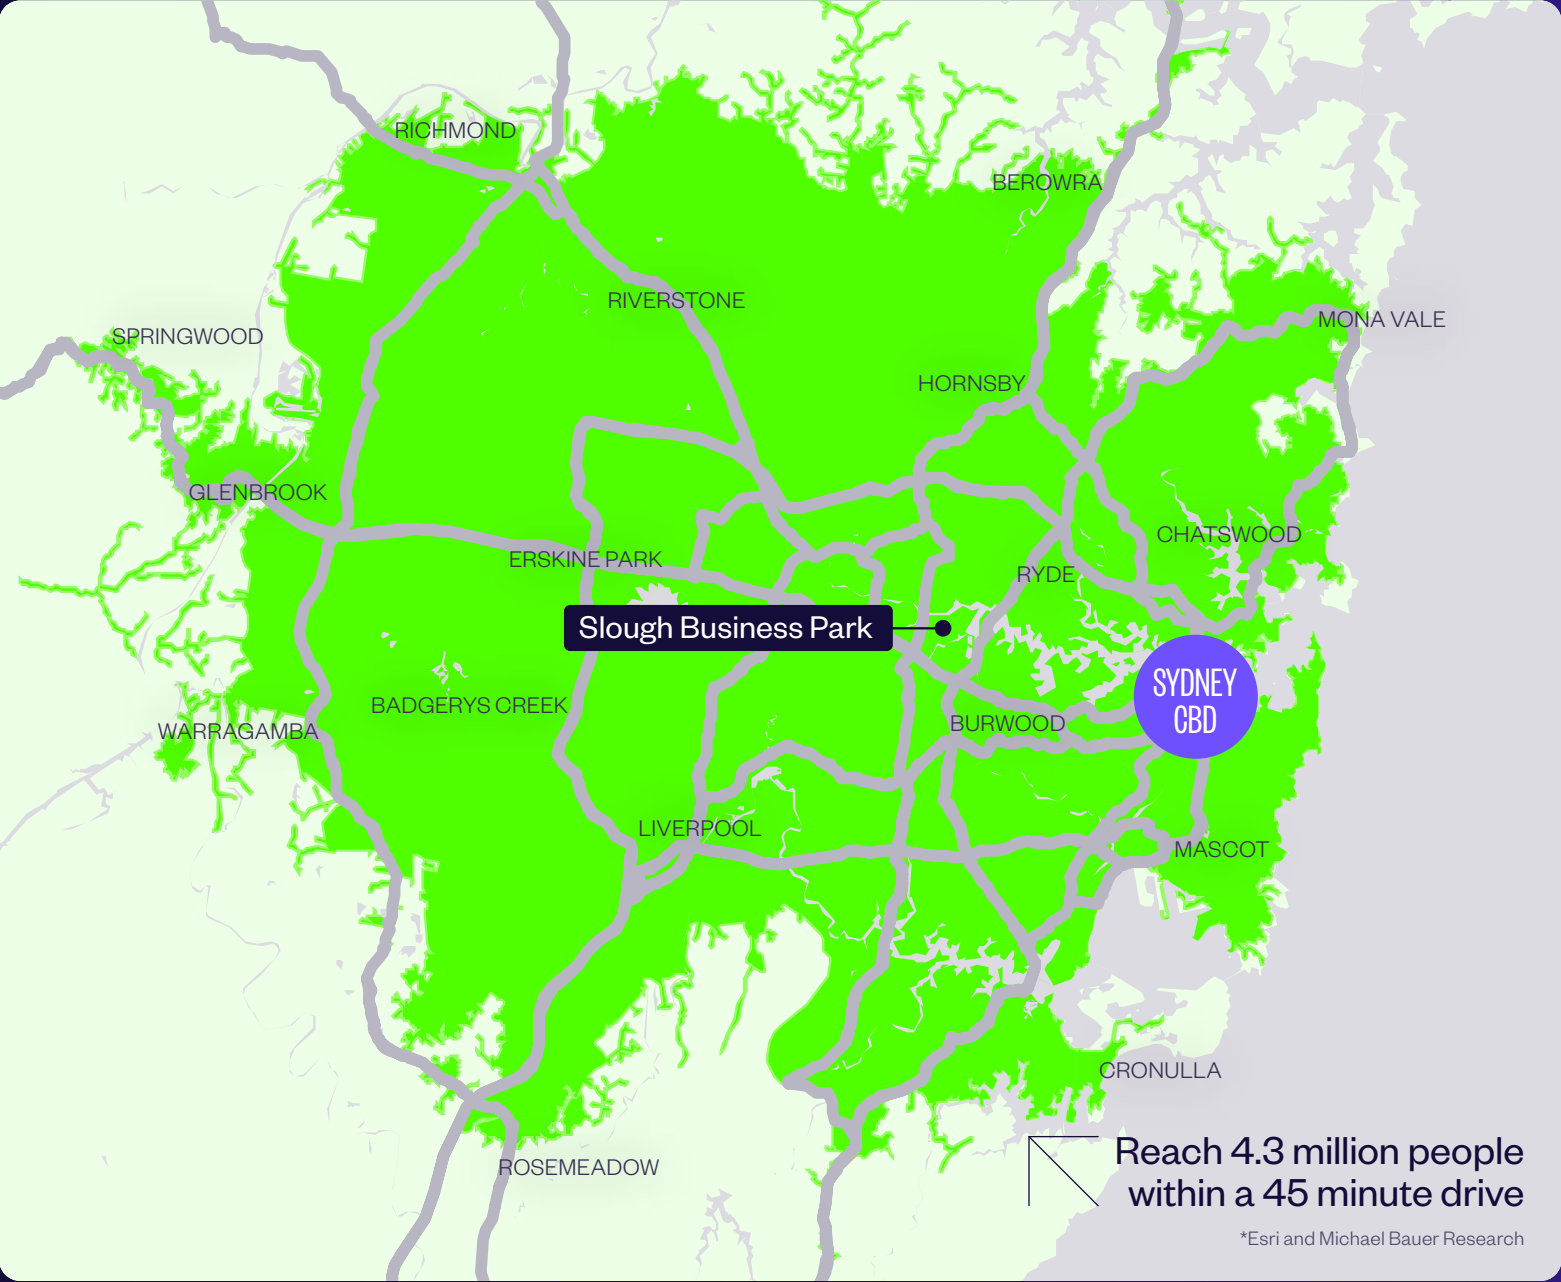 RICHMOND
BEROWRA
RIVERSTONE
MONA VALE
SPRINGWOOD
HORNSBY
GLENBROOK
CHATSWOOD
ERSKINE PARK
RYDE
Slough Business Park
SYDNEY
CBD
BADGERYS CREEK
BURWOOD
WARRAGAMBA
LIVERPOOL
MASCOT
CRONULLA
ROSEMEADOW
Reach 4.3 million people
within a 45 minute drive
*Esri and Michael Bauer Research